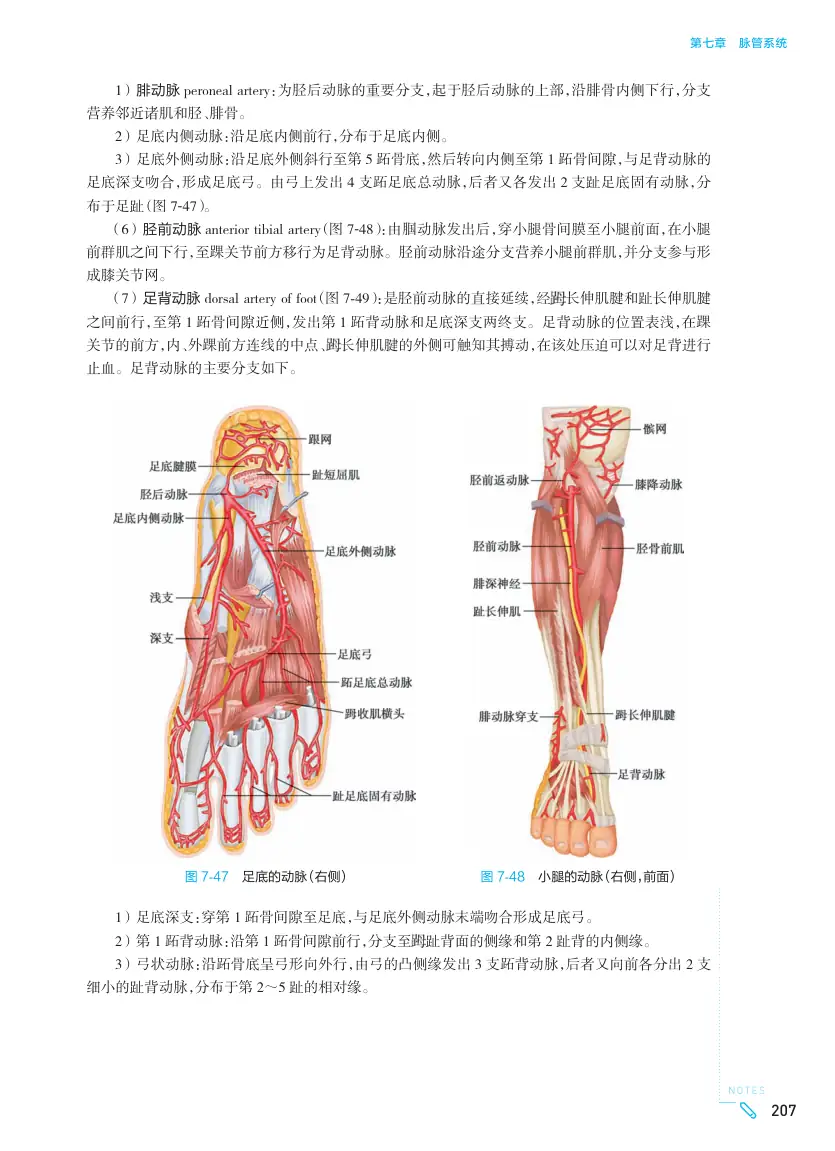 第七章 脉管系统
1）腓动脉 peroneal artery：为胫后动脉的重要分支，起于胫后动脉的上部，沿腓骨内侧下行，分支
营养邻近诸肌和胫、腓骨。
2）足底内侧动脉：沿足底内侧前行，分布于足底内侧。
3）足底外侧动脉：沿足底外侧斜行至第 5 跖骨底，然后转向内侧至第 1 跖骨间隙，与足背动脉的
足底深支吻合，形成足底弓。由弓上发出 4 支跖足底总动脉，后者又各发出 2 支趾足底固有动脉，分
布于足趾（图 7-47）。
（6）胫前动脉 anterior tibial artery（图 7-48）：由腘动脉发出后，穿小腿骨间膜至小腿前面，在小腿
前群肌之间下行，至踝关节前方移行为足背动脉。胫前动脉沿途分支营养小腿前群肌，并分支参与形
成膝关节网。
（7）足背动脉 dorsal artery of foot（图 7-49）：是胫前动脉的直接延续，经𧿹长伸肌腱和趾长伸肌腱
之间前行，至第 1 跖骨间隙近侧，发出第 1 跖背动脉和足底深支两终支。足背动脉的位置表浅，在踝
关节的前方，内、外踝前方连线的中点、𧿹长伸肌腱的外侧可触知其搏动，在该处压迫可以对足背进行
止血。足背动脉的主要分支如下。
跟网
足底腱膜
趾短屈肌
胫后动脉
足底内侧动脉
足底外侧动脉
浅支
深支
足底弓
跖足底总动脉
𧿹收肌横头
趾足底固有动脉
图 7-47 足底的动脉（右侧）
髌网
胫前返动脉
膝降动脉
胫前动脉
胫骨前肌
腓深神经
趾长伸肌
腓动脉穿支
𧿹长伸肌腱
足背动脉
图 7-48 小腿的动脉（右侧，前面）
1）足底深支：穿第 1 跖骨间隙至足底，与足底外侧动脉末端吻合形成足底弓。
2）第 1 跖背动脉：沿第 1 跖骨间隙前行，分支至𧿹趾背面的侧缘和第 2 趾背的内侧缘。
3）弓状动脉：沿跖骨底呈弓形向外行，由弓的凸侧缘发出 3 支跖背动脉，后者又向前各分出 2 支
细小的趾背动脉，分布于第 2～5 趾的相对缘。
NOTES
207